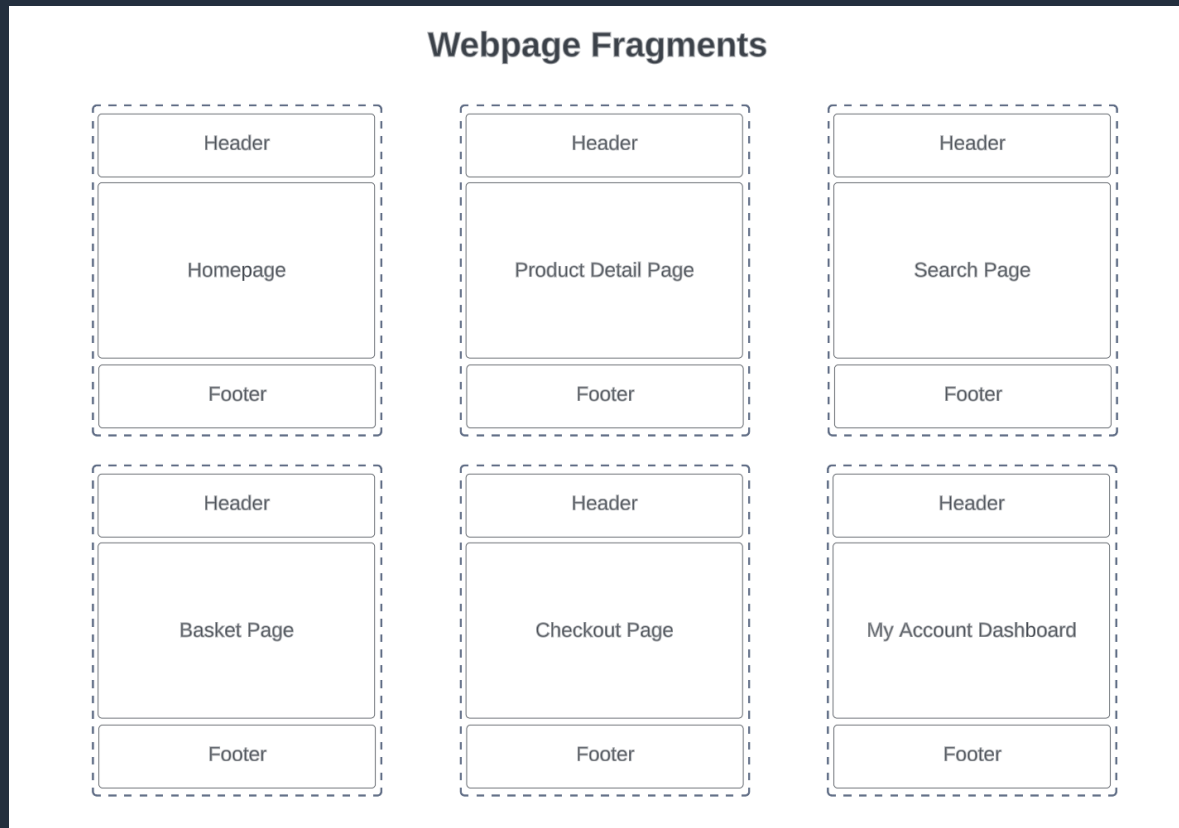 Webpage Fragments
Header
Homepage
Footer
Header
Product Detail Page
Footer
Header
Search Page
Footer
Header
Basket Page
Footer
Header
Checkout Page
Footer
Header
My Account Dashboard
Footer